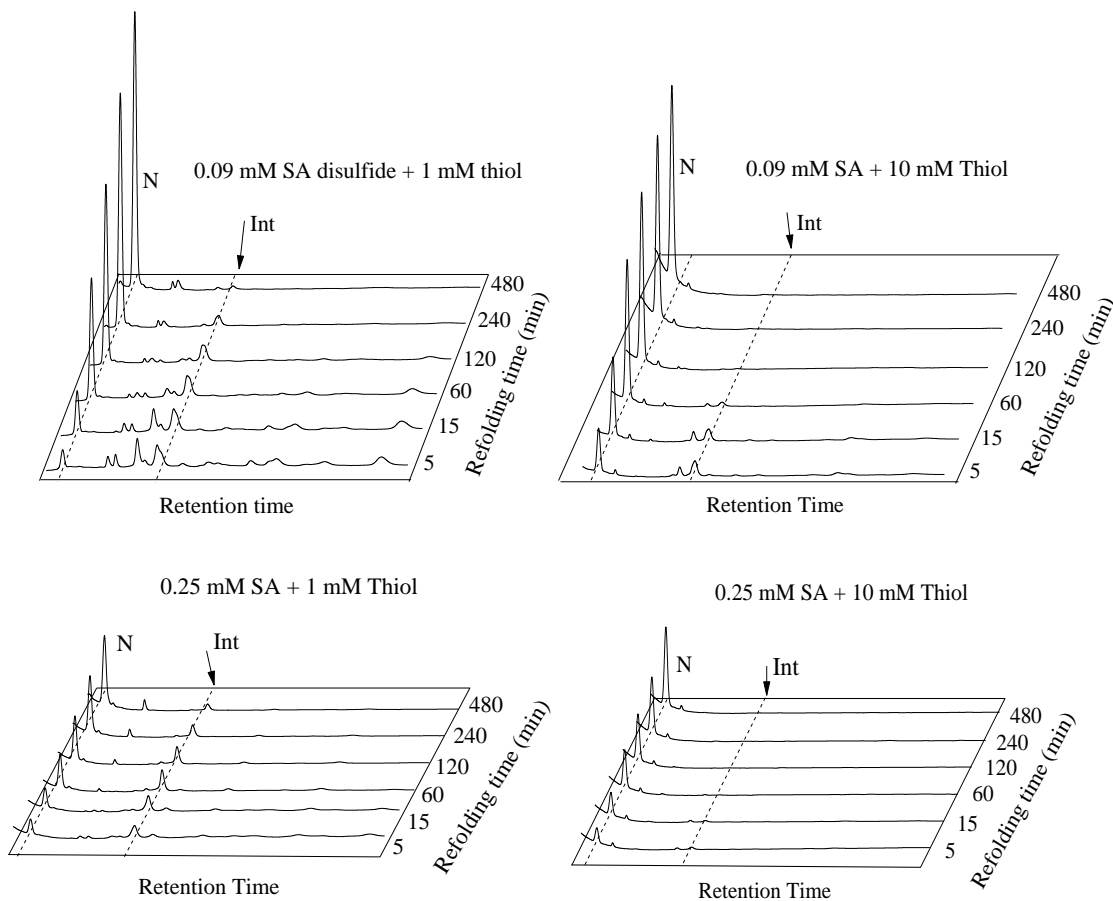 0.09 mM SA disulfide + 1 mM thiol
N
Int
480
240
120
60
15
5
Refolding time (min)
Retention time
0.09 mM SA + 10 mM Thiol
N
Int
480
240
120
60
15
5
Refolding time (min)
Retention Time
0.25 mM SA + 1 mM Thiol
N
Int
480
240
120
60
15
5
Refolding time (min)
Retention Time
0.25 mM SA + 10 mM Thiol
N
Int
480
240
120
60
15
5
Refolding time (min)
Retention Time